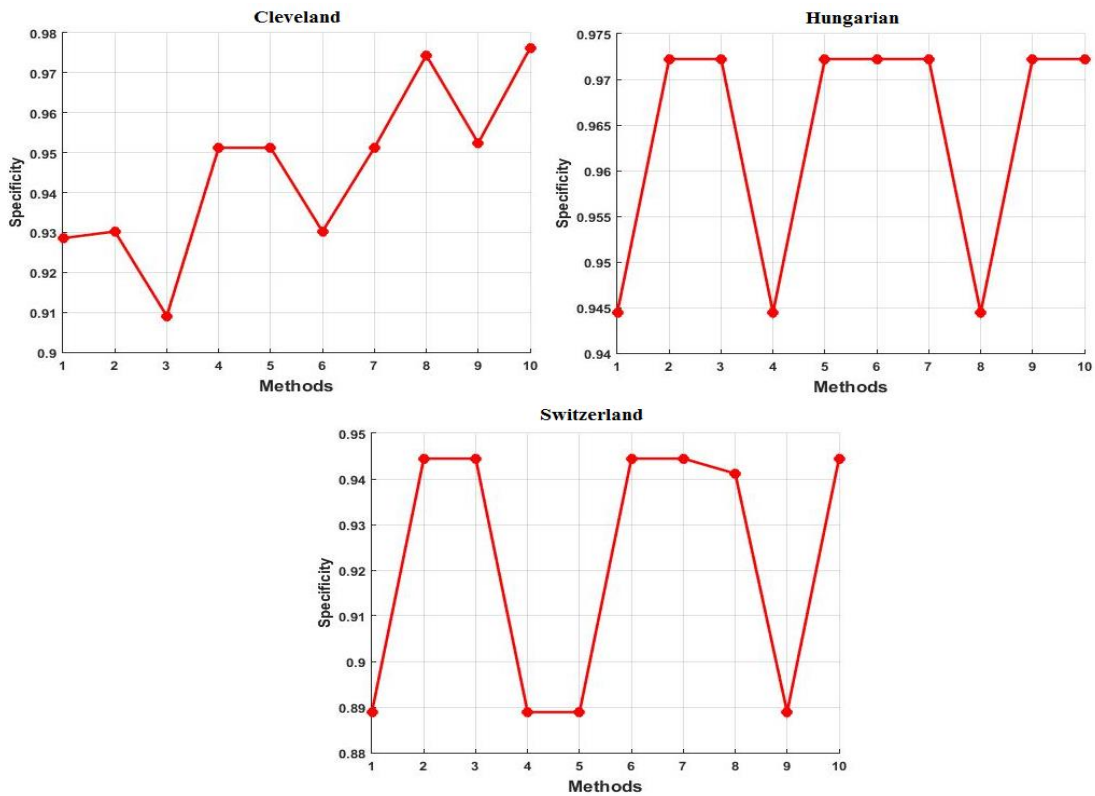 Cleveland
0.98
0.97
0.96
0.95
0.94
0.93
0.92
0.91
0.9
Specificity
1 2 3 4 5 6 7 8 9 10
Methods
Hungarian
0.975
0.97
0.965
0.96
0.955
0.95
0.945
0.94
Specificity
1 2 3 4 5 6 7 8 9 10
Methods
Switzerland
0.95
0.94
0.93
0.92
0.91
0.9
0.89
0.88
Specificity
1 2 3 4 5 6 7 8 9 10
Methods